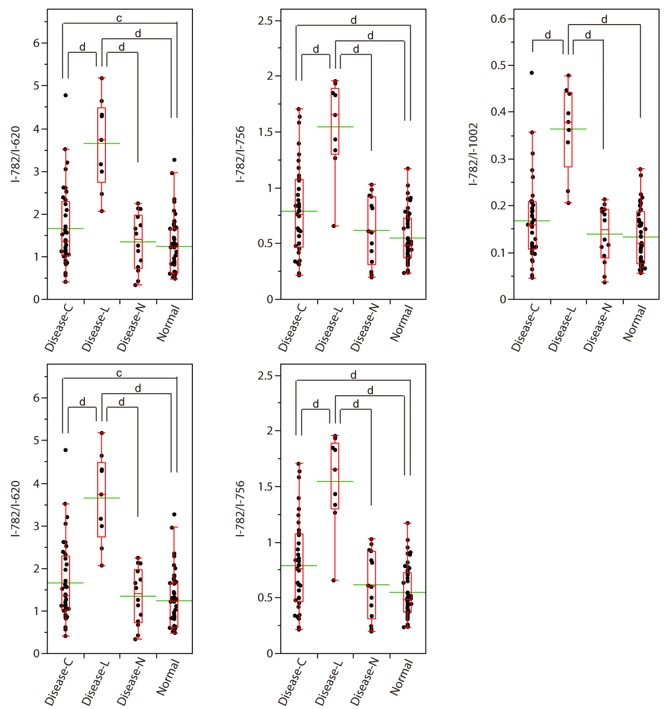 c
d
d
d
I-782/I-620
6
5
4
3
2
1
0
Disease-C
Disease-L
Disease-N
Normal
d
d
d
d
I-782/I-756
2.5
2
1.5
1
0.5
0
Disease-C
Disease-L
Disease-N
Normal
d
d
d
I-782/I-1002
0.6
0.5
0.4
0.3
0.2
0.1
0
Disease-C
Disease-L
Disease-N
Normal
c
d
d
d
I-782/I-620
6
5
4
3
2
1
0
Disease-C
Disease-L
Disease-N
Normal
d
d
d
d
I-782/I-756
2.5
2
1.5
1
0.5
0
Disease-C
Disease-L
Disease-N
Normal